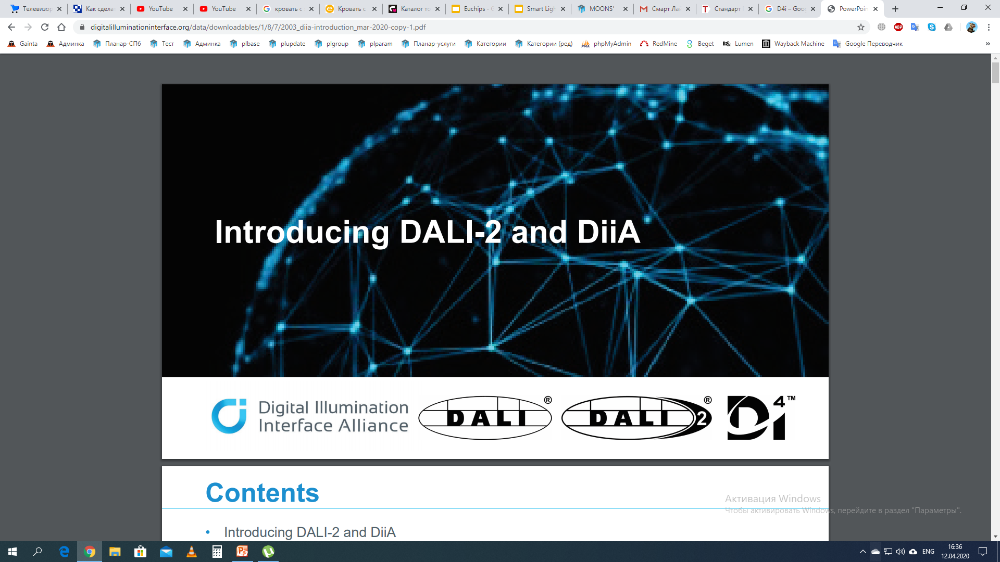 Телевизор
Как сделат
YouTube
YouTube
кровать с
Кровать с
Каталог то
Euchips - G
Smart Ligh
MOONS'
Смарт Лай
Стандарт
D4i – Goo
PowerPoin
digitalilluminationinterface.org/data/downloadables/1/8/7/2003_diia-introduction_mar-2020-copy-1.pdf
ABP
Gainta
Админка
Планар-СПб
Тест
Админка
plbase
plupdate
plgroup
plparam
Планар-услуги
Категории
Категории (ред)
phpMyAdmin
RedMine
Beget
Lumen
Wayback Machine
Google Переводчик
»
Introducing DALI-2 and DiiA
Digital Illumination
Interface Alliance
DALI ®
DALI 2 ®
Di4 ™
Contents
• Introducing DALI-2 and DiiA
Активация Windows
Чтобы активировать Windows, перейдите в раздел "Параметры".
ENG
16:36
12.04.2020